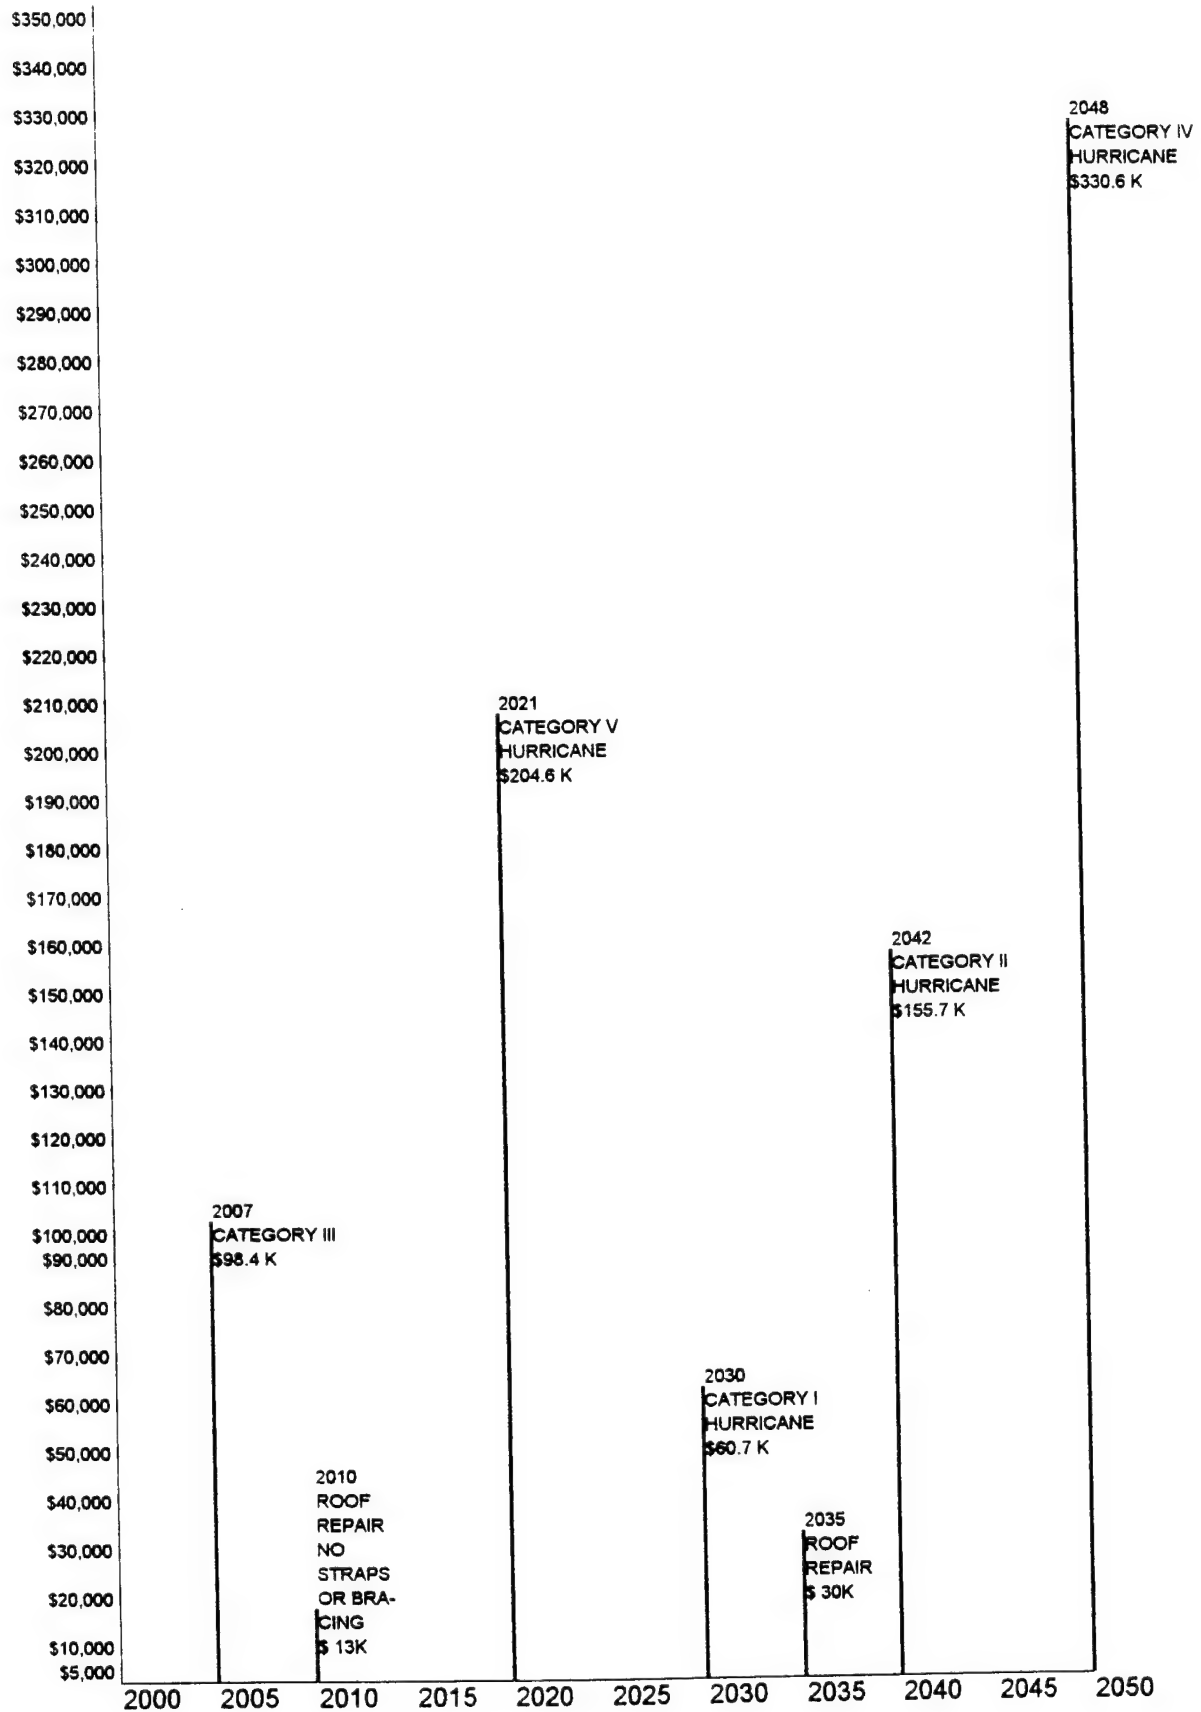 $350,000
$340,000
$330,000
$320,000
$310,000
$300,000
$290,000
$280,000
$270,000
$260,000
$250,000
$240,000
$230,000
$220,000
$210,000
$200,000
$190,000
$180,000
$170,000
$160,000
$150,000
$140,000
$130,000
$120,000
$110,000
$100,000
$90,000
$80,000
$70,000
$60,000
$50,000
$40,000
$30,000
$20,000
$10,000
$5,000
2007
CATEGORY III
$98.4 K
2010
ROOF
REPAIR
NO
STRAPS
OR BRA-
CING
$ 13K
2021
CATEGORY V
HURRICANE
$204.6 K
2030
CATEGORY I
HURRICANE
$60.7 K
2035
ROOF
REPAIR
$ 30K
2042
CATEGORY II
HURRICANE
$155.7 K
2048
CATEGORY IV
HURRICANE
$330.6 K
2000 2005 2010 2015 2020 2025 2030 2035 2040 2045 2050